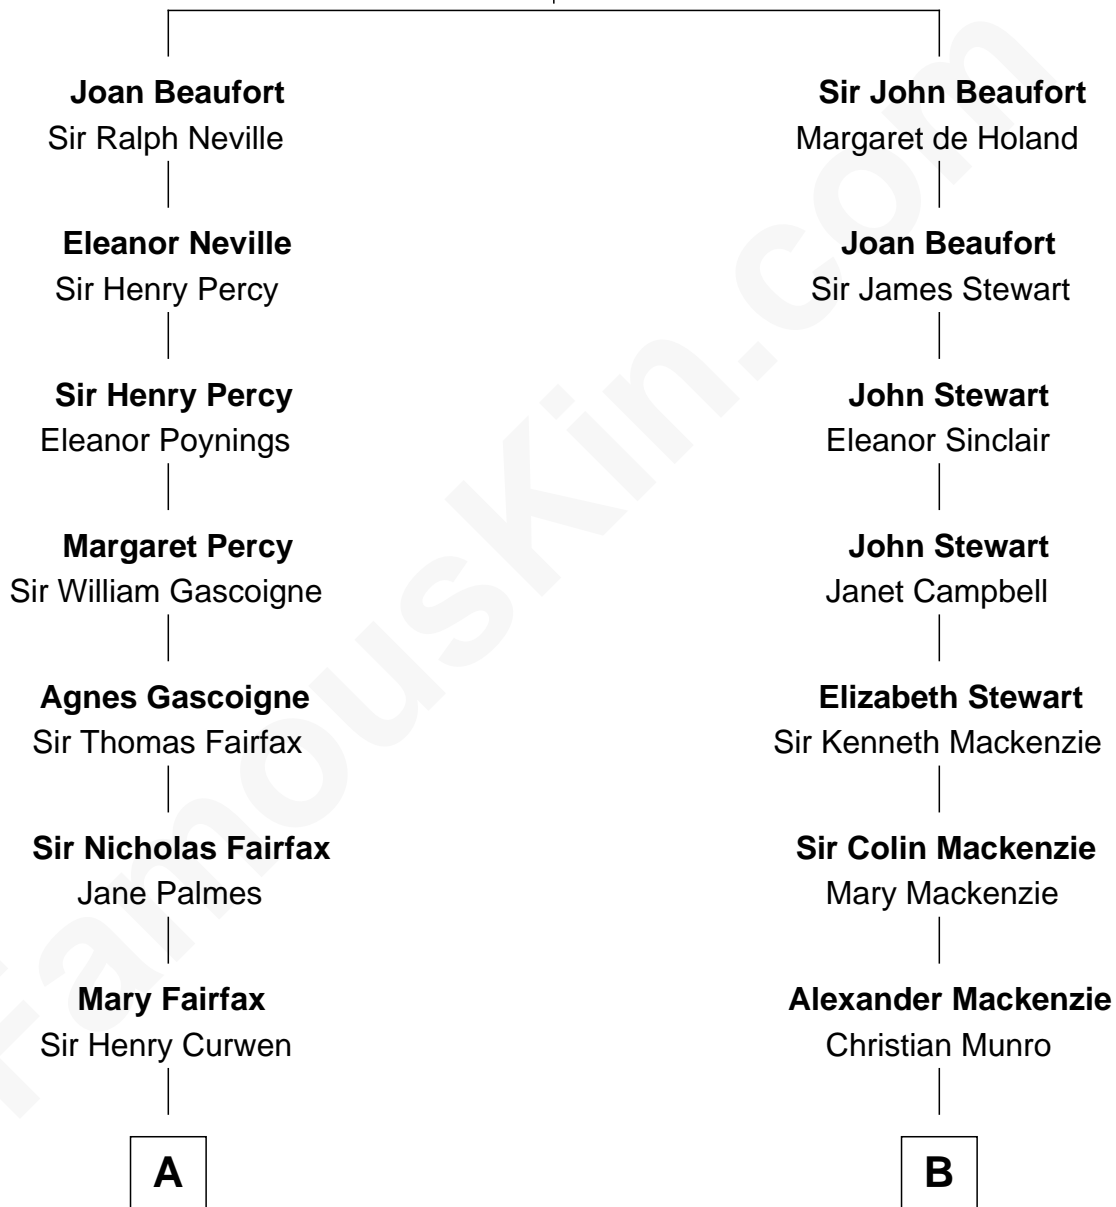 Joan Beaufort
Sir Ralph Neville
Eleanor Neville
Sir Henry Percy
Sir Henry Percy
Eleanor Poynings
Margaret Percy
Sir William Gascoigne
Agnes Gascoigne
Sir Thomas Fairfax
Sir Nicholas Fairfax
Jane Palmes
Mary Fairfax
Sir Henry Curwen
A
Sir John Beaufort
Margaret de Holand
Joan Beaufort
Sir James Stewart
John Stewart
Eleanor Sinclair
John Stewart
Janet Campbell
Elizabeth Stewart
Sir Kenneth Mackenzie
Sir Colin Mackenzie
Mary Mackenzie
Alexander Mackenzie
Christian Munro
B
FamousKin.com